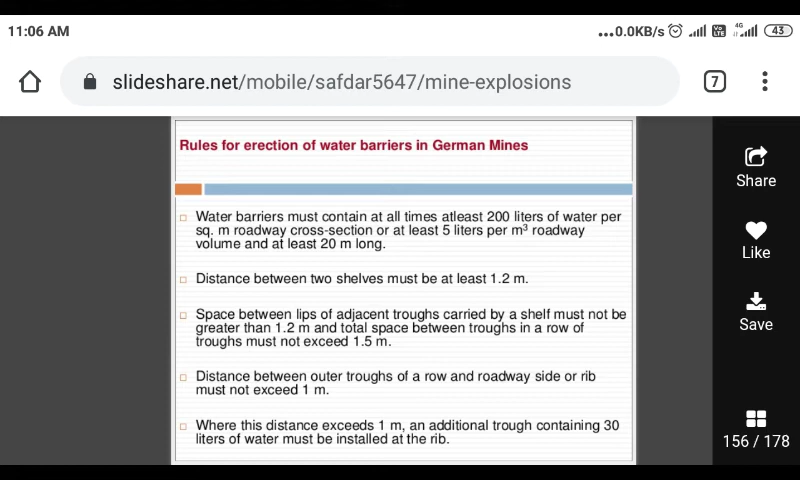 11:06 AM
...0.0KB/s
4G
43
slideshare.net/mobile/safdar5647/mine-explosions
7
Rules for erection of water barriers in German Mines
Water barriers must contain at all times atleast 200 liters of water per
sq. m roadway cross-section or at least 5 liters per m³ roadway
volume and at least 20 m long.
Distance between two shelves must be at least 1.2 m.
Space between lips of adjacent troughs carried by a shelf must not be
greater than 1.2 m and total space between troughs in a row of
troughs must not exceed 1.5 m.
Distance between outer troughs of a row and roadway side or rib
must not exceed 1 m.
Where this distance exceeds 1 m, an additional trough containing 30
liters of water must be installed at the rib.
Share
Like
Save
156 / 178